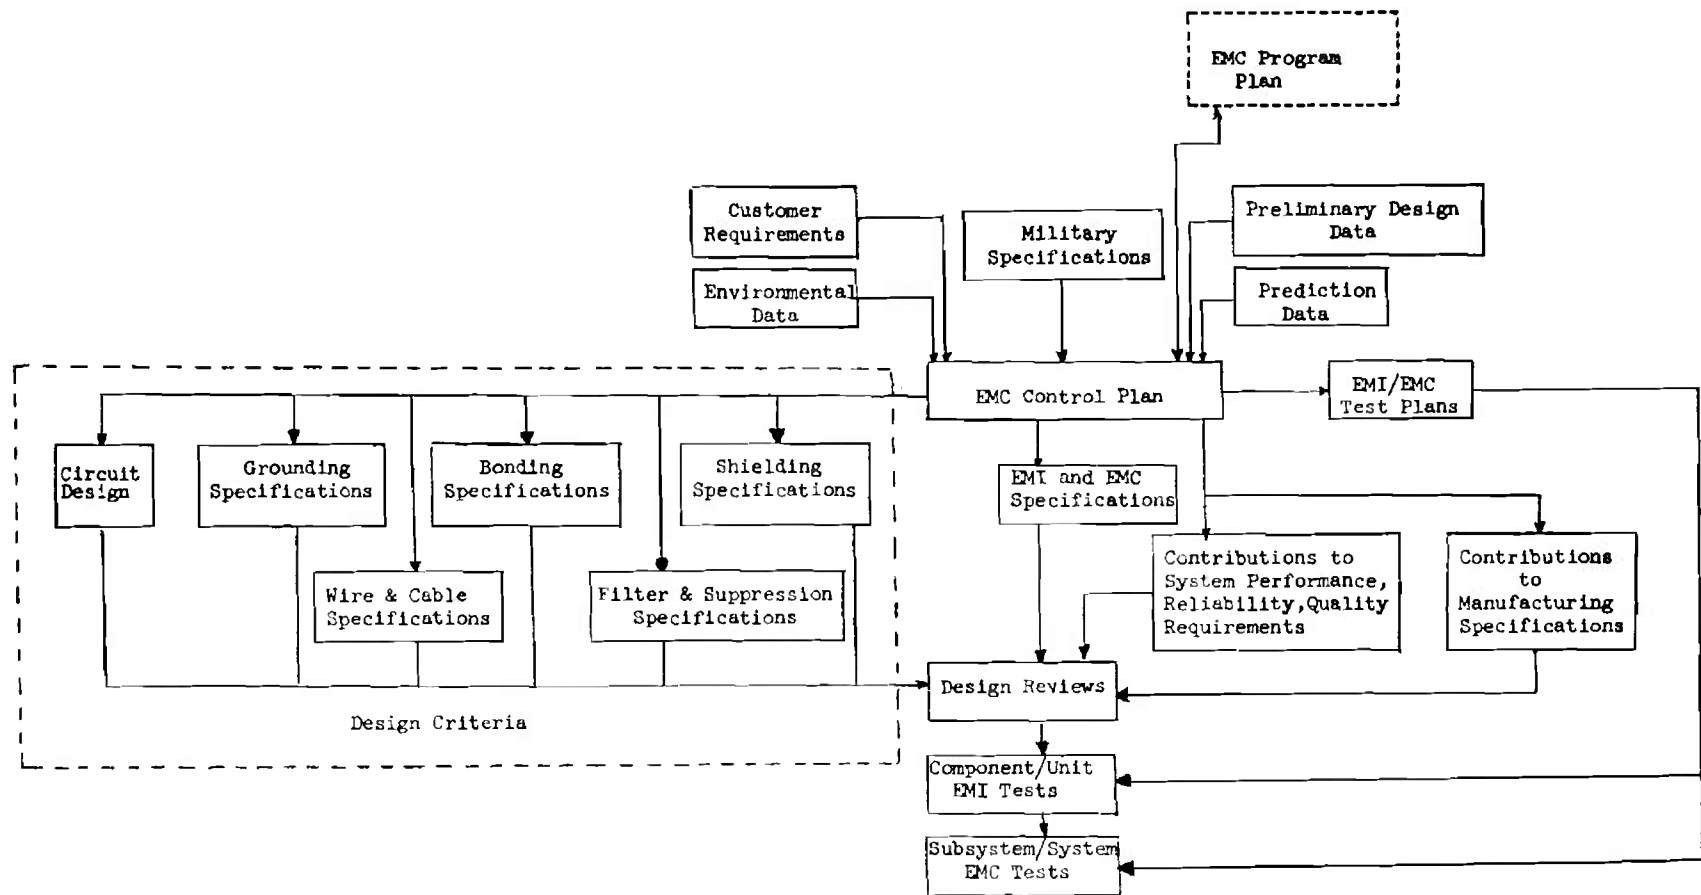 EMC Program
Plan
Customer
Requirements
Military
Specifications
Preliminary Design
Data
Environmental
Data
Prediction
Data
EMC Control Plan
EMI/EMC
Test Plans
Circuit
Design
Grounding
Specifications
Bonding
Specifications
Shielding
Specifications
EMI and EMC
Specifications
Wire & Cable
Specifications
Filter & Suppression
Specifications
Contributions to
System Performance,
Reliability,Quality
Requirements
Contributions
to
Manufacturing
Specifications
Design Reviews
Design Criteria
Component/Unit
EMI Tests
Subsystem/System
EMC Tests